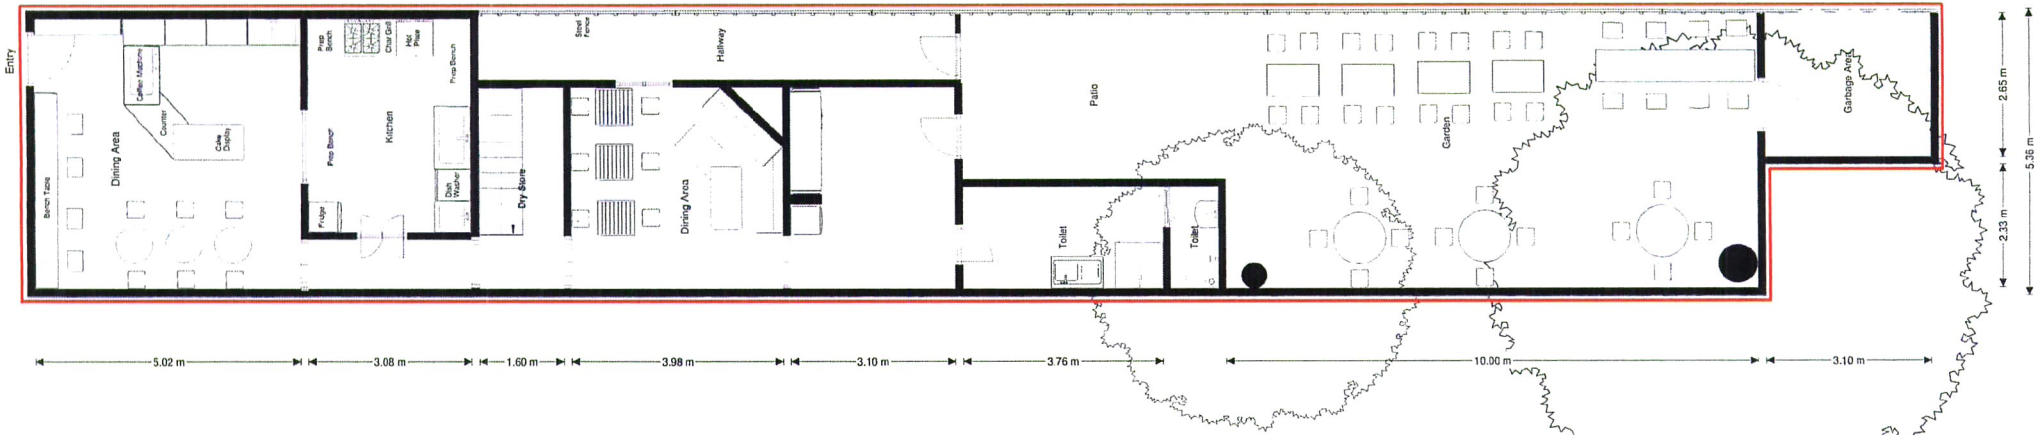 Entry
Bench Table
Dining Area
Coffee Machine
Counter
Cake
Display
Prep
Bench
Char Grill
Hot
Plate
Prep Bench
Prep Bench
Kitchen
Fridge
Dish
Washer
Dry Store
Steel
Fence
Hallway
Dining Area
Patio
Toilet
Toilet
Garden
Garbage Area
2.65 m
5.36 m
2.33 m
5.02 m
3.08 m
1.60 m
3.98 m
3.10 m
3.76 m
10.00 m
3.10 m